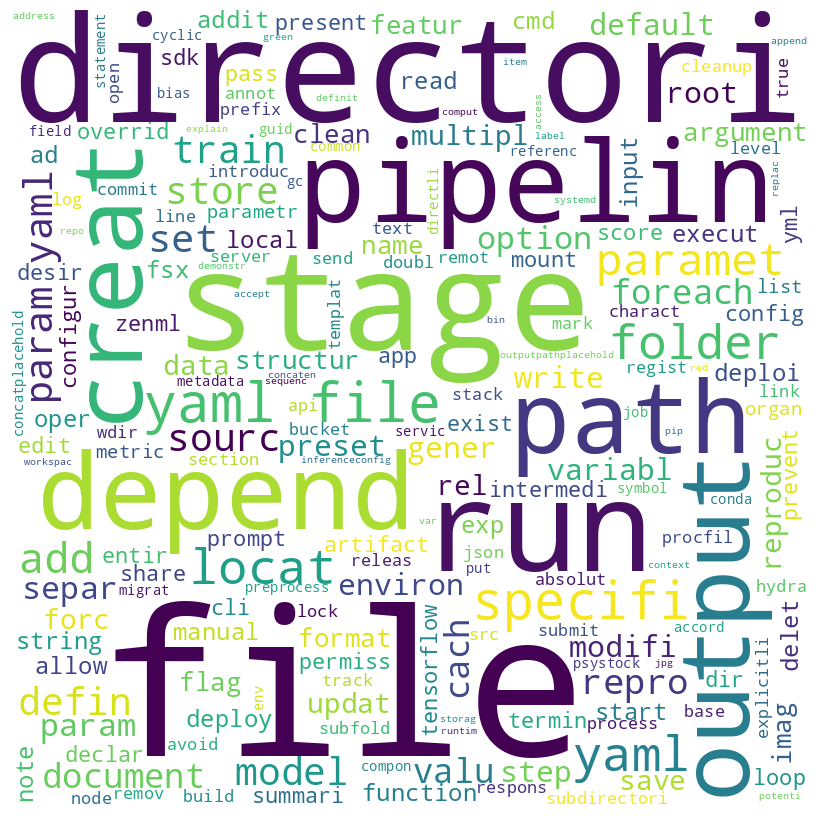 address
cyclic
statement
open
sdk
green
addit
present
featur
cmd
default
append
directori
bias
pass
annot
prefix
definit
item
read
root
cleanup
true
field
overrid
explain
guid
clean
multipl
access
label
argument
comput
level
ad
train
introduc
common
gc
pipelin
referenc
input
replac
log
yaml
commit
creat
store
parametr
directli
systemd
yml
repo
line
set
local
text
name
option
score
execut
desir
server
send
doubl
remot
mount
paramet
param
configur
fsx
demonstr
stage
foreach
list
zenml
accept
templat
bin
charact
config
data
structur
app
mark
outputpathplacehold
folder
concatplacehold
metadata
concaten
sequenc
stack
write
regist
red
deploi
oper
yaml
file
api
job
link
organ
edit
wdir
metric
sourc
bucket
preset
servic
exist
path
pip
workspac
section
inferenceconfig
gener
variabl
depend
rel
intermedi
symbol
output
conda
reproduc
prevent
var
run
exp
procfil
add
entir
prompt
artifact
json
put
locat
releas
absolut
context
separ
share
migrat
preprocess
environ
specifi
hydra
forc
cli
lock
cach
src
submit
accord
string
manual
format
track
tensorflow
file
psystock
jpg
modifi
delet
allow
permiss
repro
dir
explicitli
defin
flag
env
updat
storag
runtim
termin
start
base
imag
param
deploy
subfold
process
note
declar
avoid
document
model
compon
valu
step
yaml
save
loop
node
remov
build
summari
function
respons
subdirectori
potenti